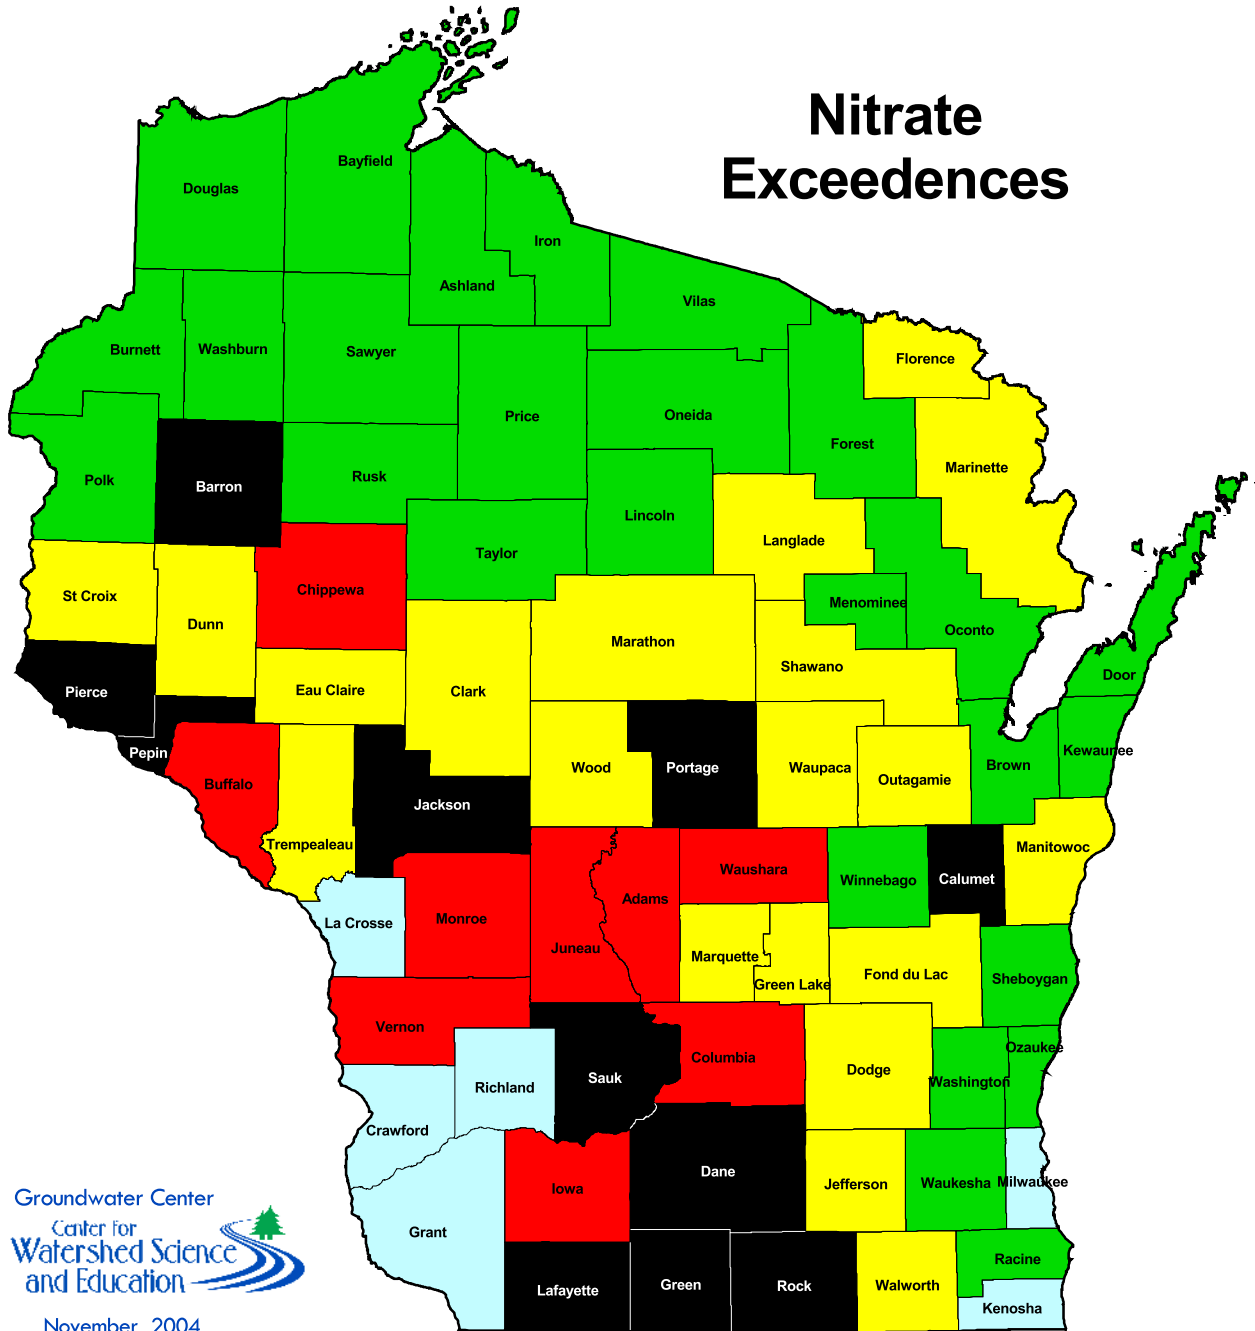 Nitrate
Exceedences
Bayfield
Douglas
Iron
Ashland
Vilas
Burnett
Washburn
Sawyer
Florence
Price
Oneida
Forest
Marinette
Polk
Barron
Rusk
Lincoln
Langlade
Taylor
Chippewa
St Croix
Menominee
Dunn
Oconto
Marathon
Shawano
Door
Pierce
Eau Claire
Clark
Pepin
Kewaunee
Brown
Wood
Portage
Waupaca
Outagamie
Buffalo
Jackson
Trempealeau
Manitowoc
Waushara
Winnebago
Calumet
Adams
La Crosse
Monroe
Juneau
Marquette
Green Lake
Fond du Lac
Sheboygan
Vernon
Columbia
Ozaukee
Dodge
Washington
Richland
Sauk
Crawford
Dane
Iowa
Jefferson
Waukesha
Milwaukee
Grant
Racine
Lafayette
Green
Rock
Walworth
Kenosha
Groundwater Center
Center for
Watershed Science
and Education
November, 2004